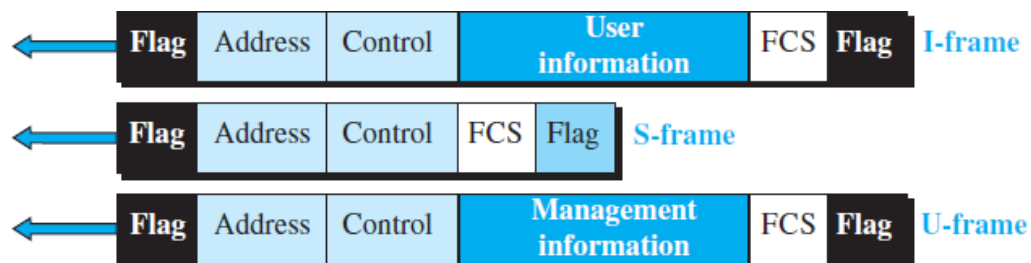 Flag Address Control User information FCS Flag I-frame
Flag Address Control FCS Flag S-frame
Flag Address Control Management information FCS Flag U-frame